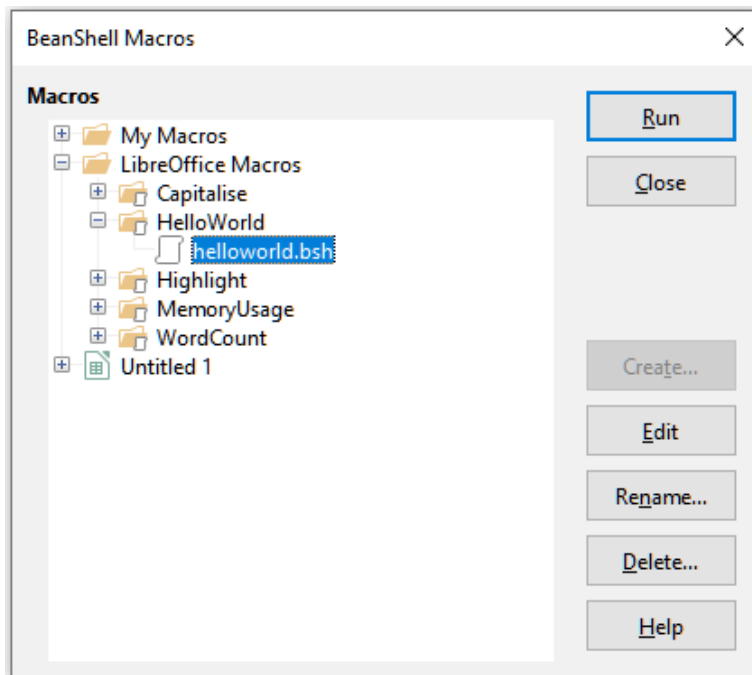 BeanShell Macros
Macros
My Macros
LibreOffice Macros
Capitalise
HelloWorld
helloworld.bsh
Highlight
MemoryUsage
WordCount
Untitled 1
Run
Close
Create...
Edit
Rename...
Delete...
Help